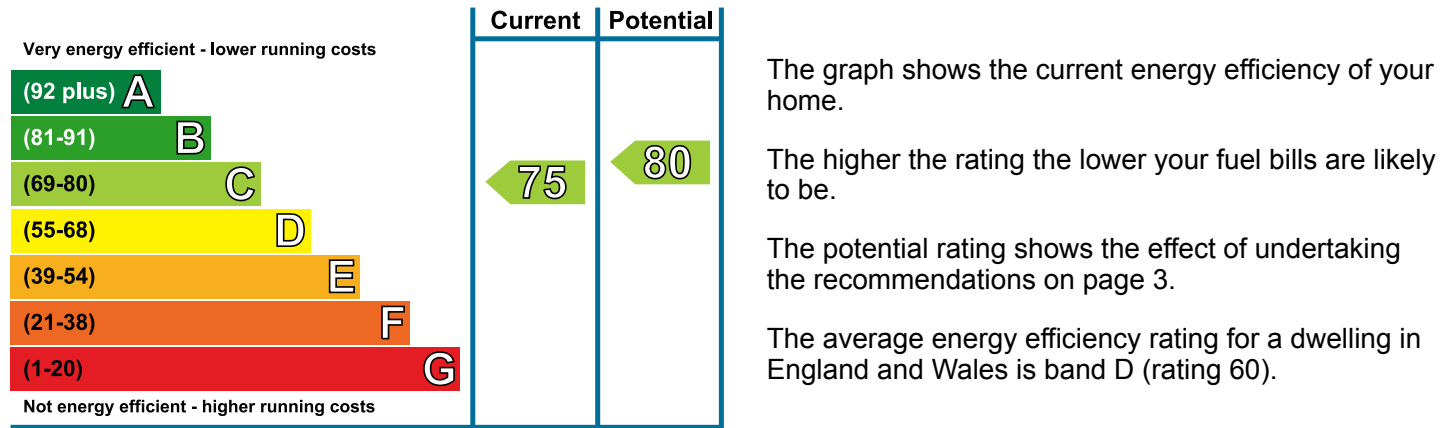 Current Potential
Very energy efficient - lower running costs
(92 plus) A
(81-91) B
(69-80) C
(55-68) D
(39-54) E
(21-38) F
(1-20) G
Not energy efficient - higher running costs
75
80
The graph shows the current energy efficiency of your
home.
The higher the rating the lower your fuel bills are likely
to be.
The potential rating shows the effect of undertaking
the recommendations on page 3.
The average energy efficiency rating for a dwelling in
England and Wales is band D (rating 60).